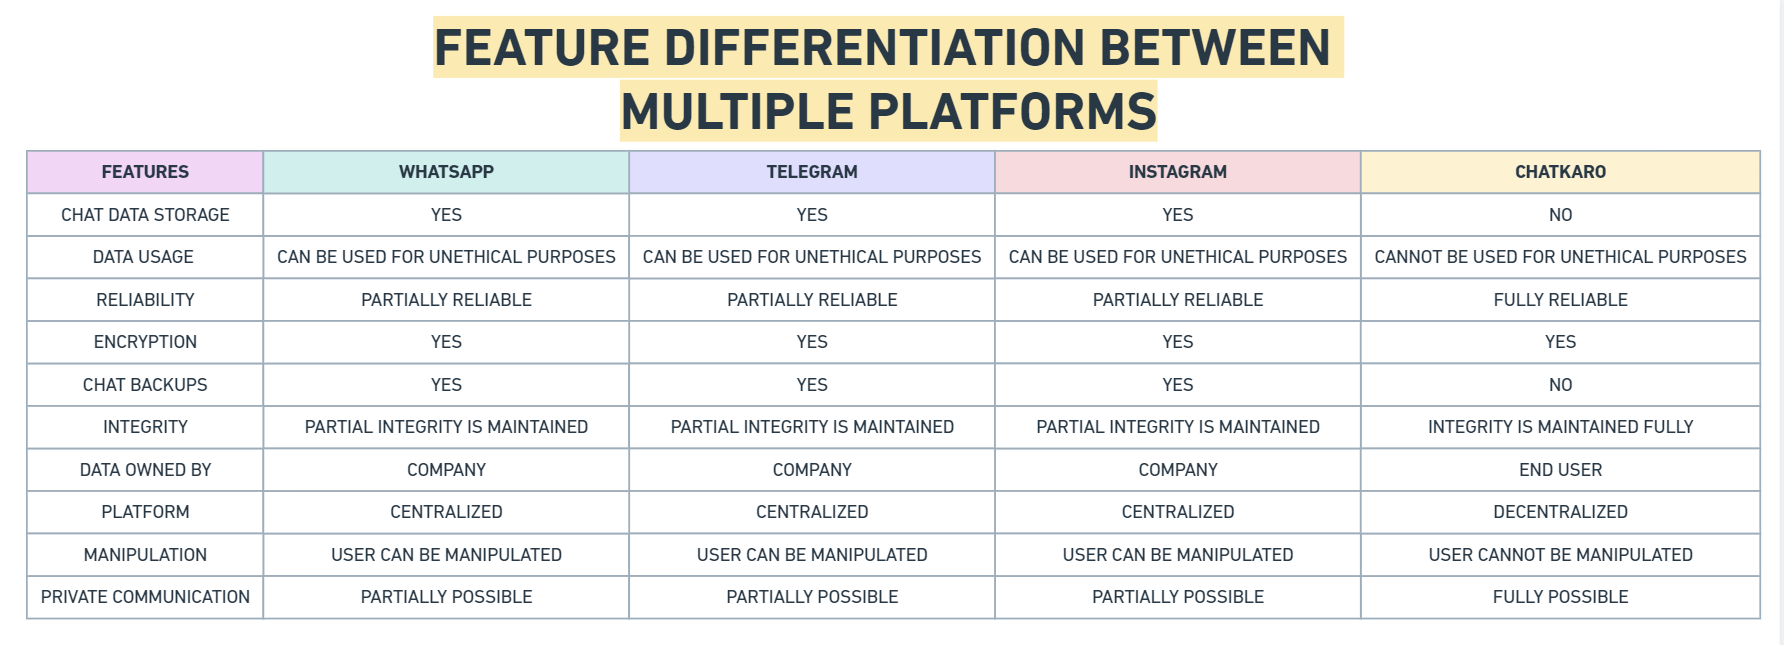 FEATURE DIFFERENTIATION BETWEEN
MULTIPLE PLATFORMS
FEATURES WHATSAPP TELEGRAM INSTAGRAM CHATKARO
CHAT DATA STORAGE YES YES YES NO
DATA USAGE CAN BE USED FOR UNETHICAL PURPOSES CAN BE USED FOR UNETHICAL PURPOSES CAN BE USED FOR UNETHICAL PURPOSES CANNOT BE USED FOR UNETHICAL PURPOSES
RELIABILITY PARTIALLY RELIABLE PARTIALLY RELIABLE PARTIALLY RELIABLE FULLY RELIABLE
ENCRYPTION YES YES YES YES
CHAT BACKUPS YES YES YES NO
INTEGRITY PARTIAL INTEGRITY IS MAINTAINED PARTIAL INTEGRITY IS MAINTAINED PARTIAL INTEGRITY IS MAINTAINED INTEGRITY IS MAINTAINED FULLY
DATA OWNED BY COMPANY COMPANY COMPANY END USER
PLATFORM CENTRALIZED CENTRALIZED CENTRALIZED DECENTRALIZED
MANIPULATION USER CAN BE MANIPULATED USER CAN BE MANIPULATED USER CAN BE MANIPULATED USER CANNOT BE MANIPULATED
PRIVATE COMMUNICATION PARTIALLY POSSIBLE PARTIALLY POSSIBLE PARTIALLY POSSIBLE FULLY POSSIBLE